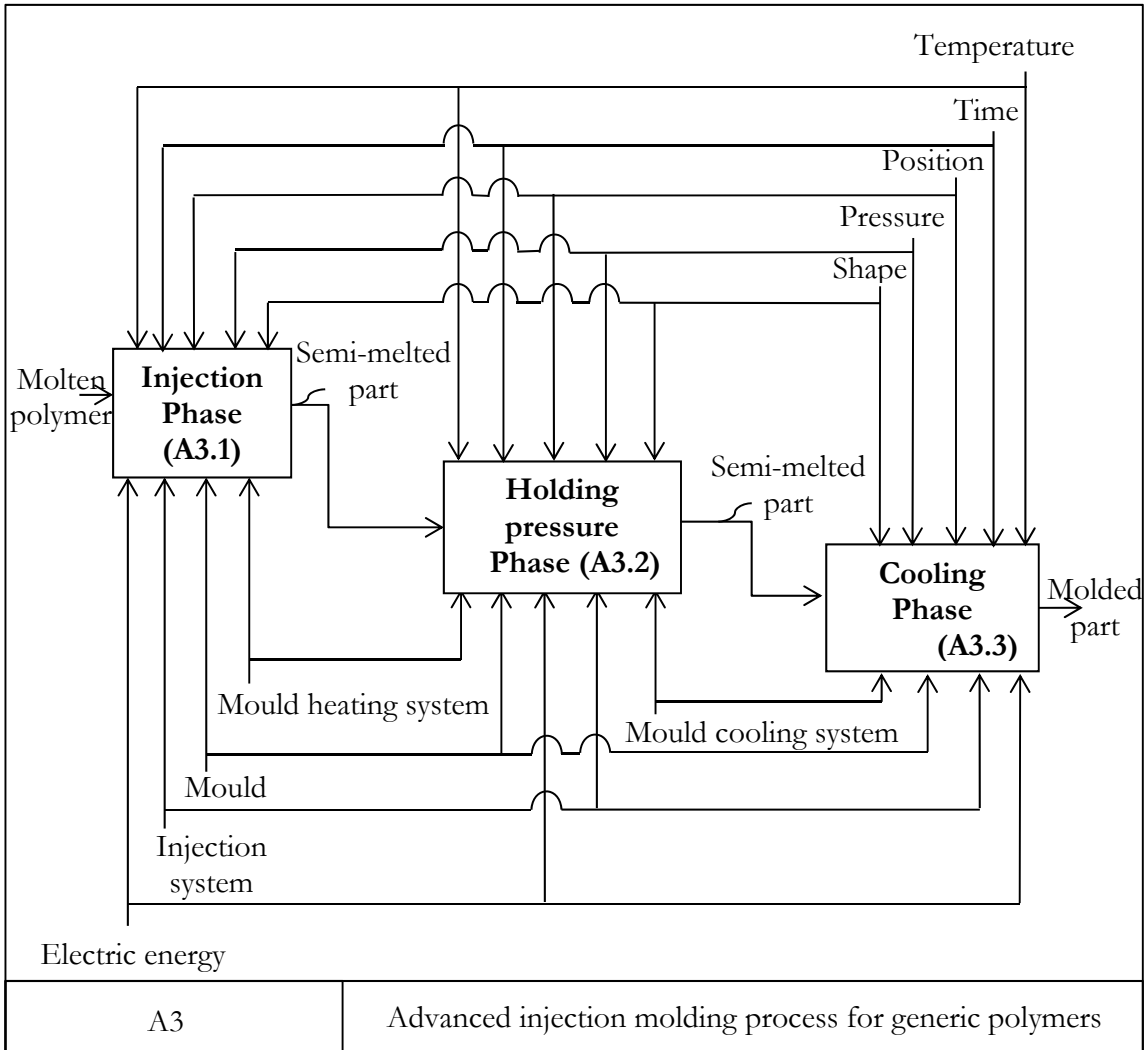 Temperature
Time
Position
Pressure
Shape
Molten
polymer
Injection
Phase
(A3.1)
Semi-melted
part
Holding
pressure
Phase (A3.2)
Semi-melted
part
Cooling
Phase
(A3.3)
Molded
part
Mould heating system
Mould cooling system
Mould
Injection
system
Electric energy
A3
Advanced injection molding process for generic polymers